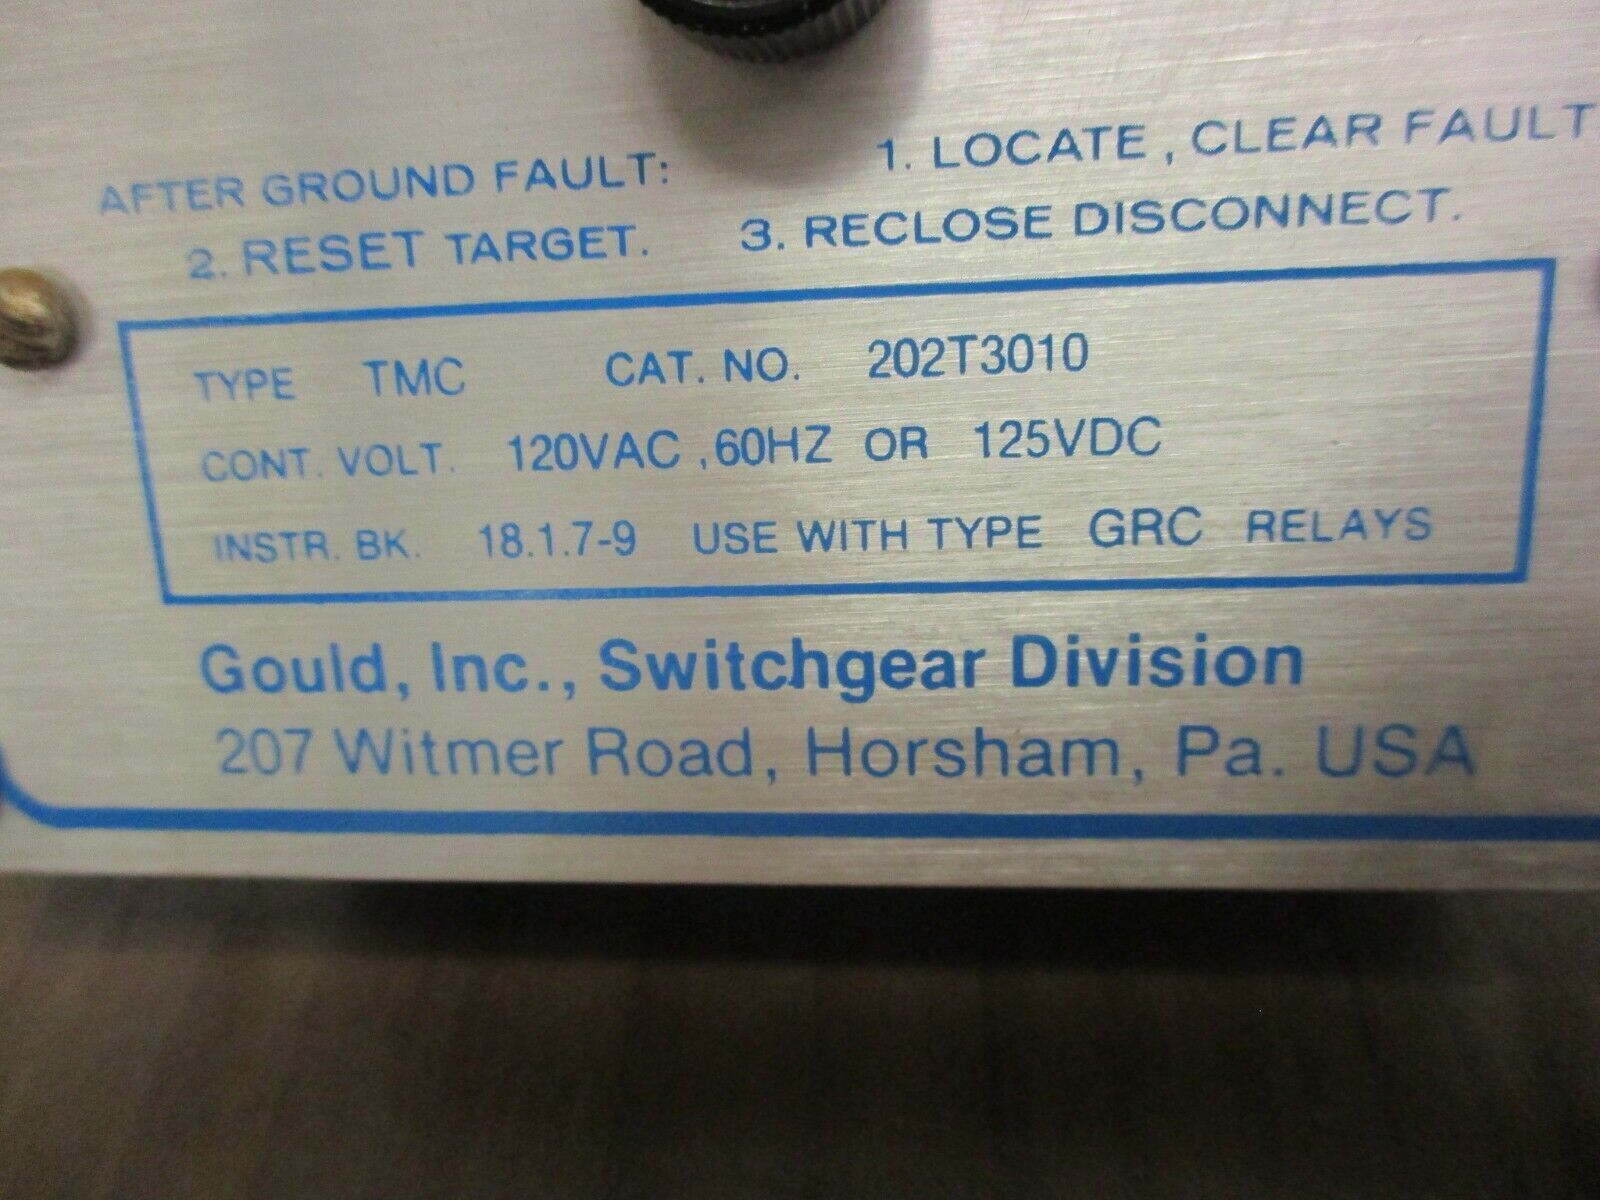 AFTER GROUND FAULT: 1. LOCATE , CLEAR FAULT
2. RESET TARGET. 3. RECLOSE DISCONNECT.
TYPE TMC CAT. NO. 202T3010
CONT. VOLT. 120VAC ,60HZ OR 125VDC
INSTR. BK. 18.1.7-9 USE WITH TYPE GRC RELAYS
Gould, Inc., Switchgear Division
207 Witmer Road, Horsham, Pa. USA